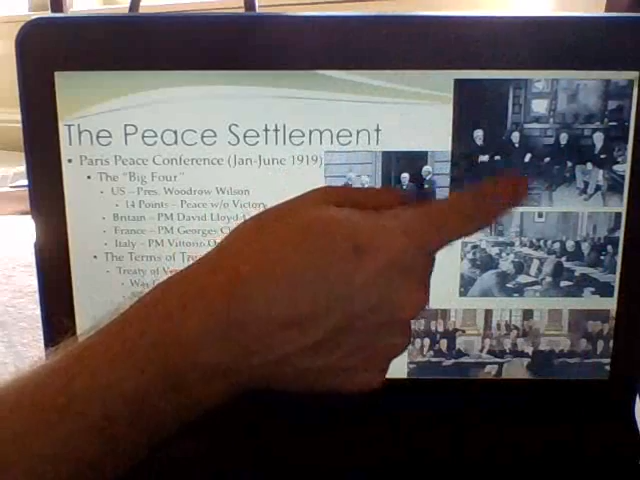 The Peace Settlement
Paris Peace Conference (Jan-June 1919)
The "Big Four"
US – Pres. Woodrow Wilson
14 Points – Peace w/o Victory
Britain – PM David Lloyd
France – PM Georges
Italy – PM Vittorio
The Terms of
Treaty of